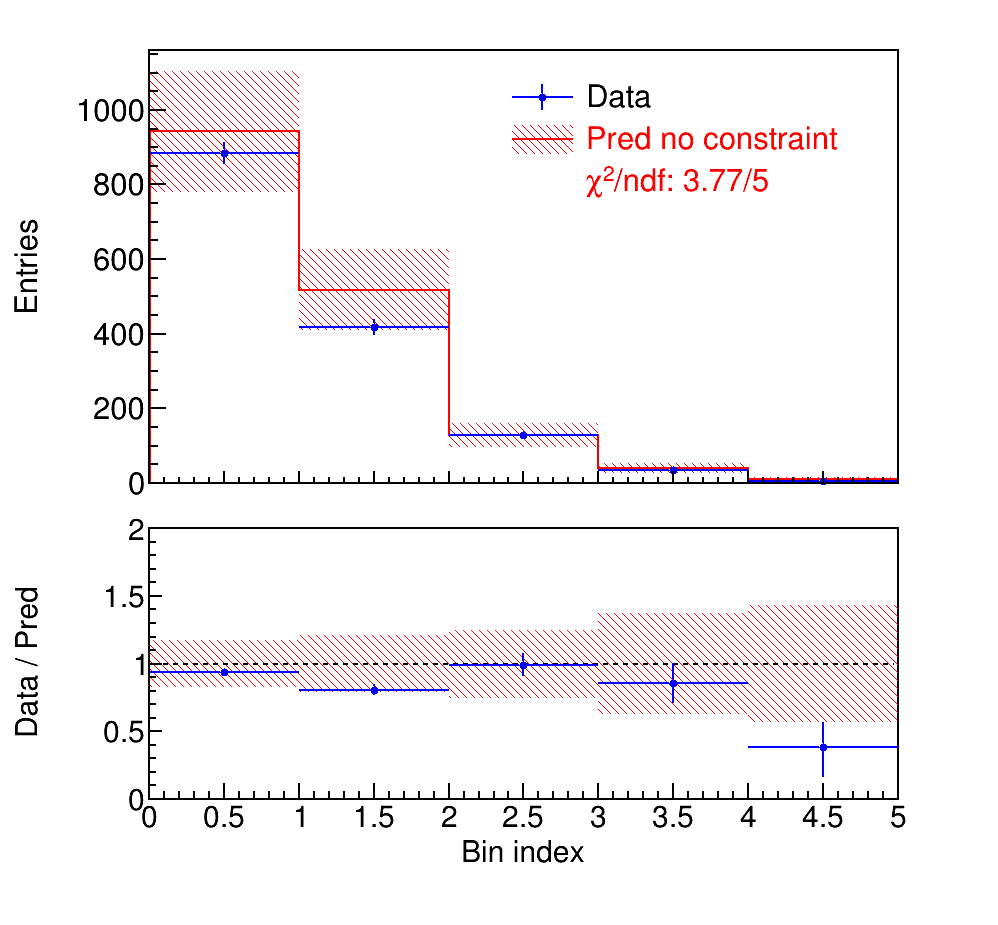 Entries
1000
800
600
400
200
0
Data
Pred no constraint
χ²/ndf: 3.77/5
Data / Pred
2
1.5
1
0.5
0
0 0.5 1 1.5 2 2.5 3 3.5 4 4.5 5
Bin index